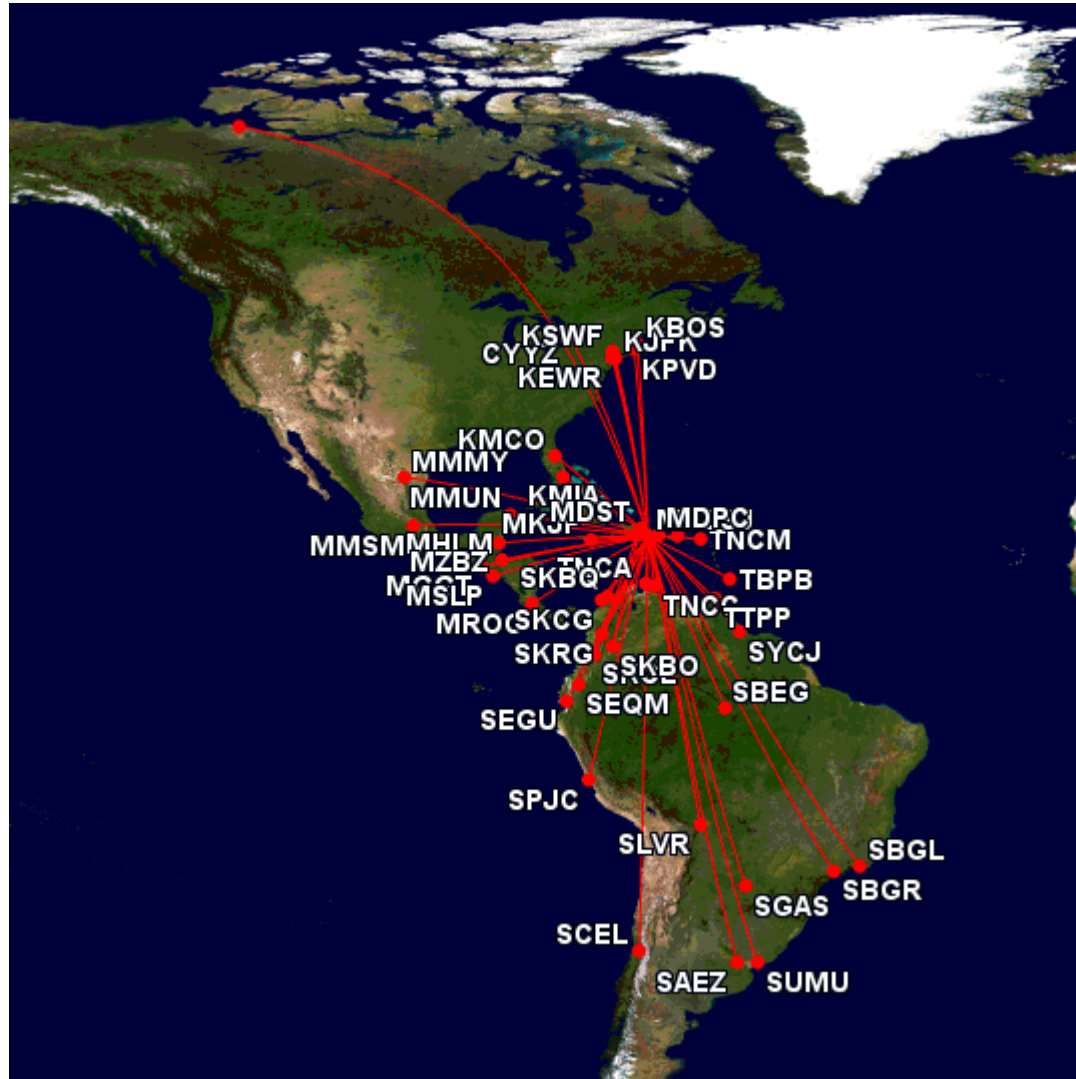 KBOS
KSWF
KJFK
CYYZ
KPVD
KEWR
KMCO
MMMY
KMIA
MMUN
MDST
MDPC
MKJP
TNCM
MMSM
MHLM
MZBZ
TNCA
SKBQ
TBPB
MGGT
MSLP
TNCC
TTPP
MROC
SKCG
SYCJ
SKRG
SKBO
SKCL
SBEG
SEQM
SEGU
SPJC
SLVR
SBGL
SBGR
SGAS
SCEL
SAEZ
SUMU